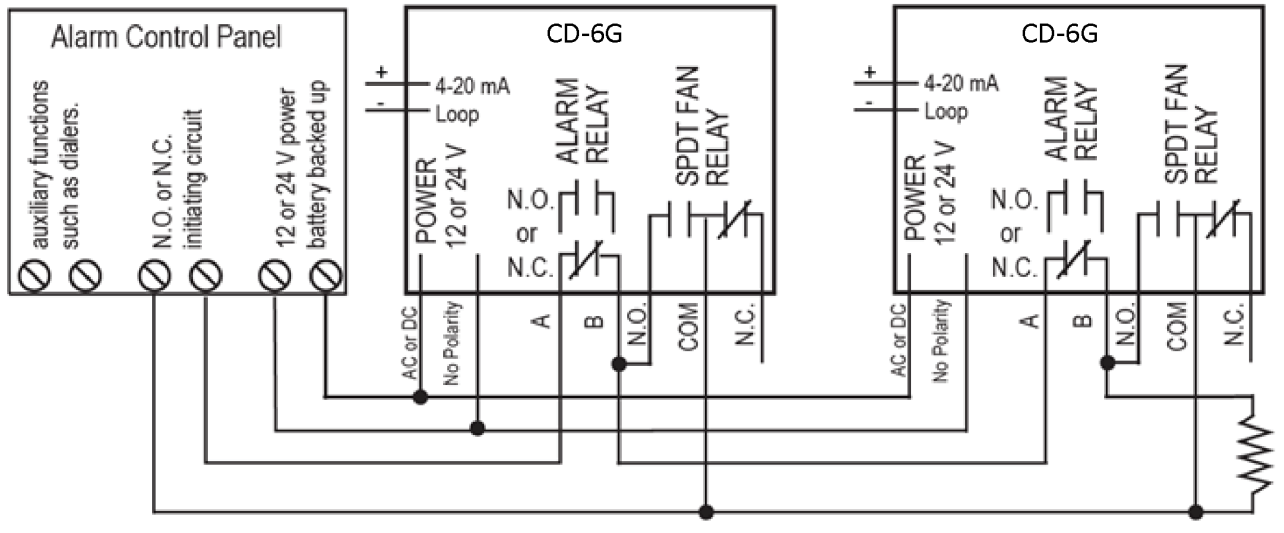 Alarm Control Panel
auxiliary functions
such as dialers.
N.O. or N.C.
initiating circuit
12 or 24 V power
battery backed up
CD-6G
+
4-20 mA
-
Loop
POWER
12 or 24 V
ALARM
RELAY
N.O.
or
N.C.
SPDT FAN
RELAY
AC or DC
No Polarity
A
B
N.O.
COM
N.C.
CD-6G
+
4-20 mA
-
Loop
POWER
12 or 24 V
ALARM
RELAY
N.O.
or
N.C.
SPDT FAN
RELAY
AC or DC
No Polarity
A
B
N.O.
COM
N.C.